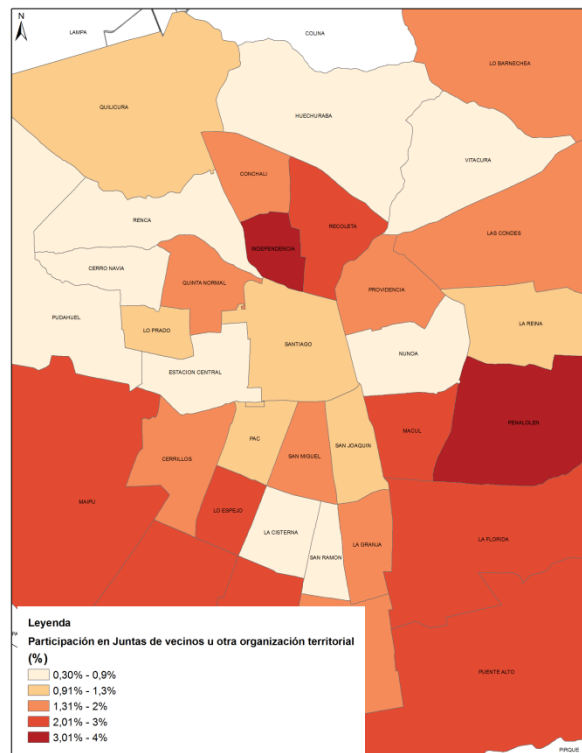 N
LAMPA
COLINA
LO BARNECHEA
QUILICURA
HUECHURABA
VITACURA
CONCHALI
RENCA
RECOLETA
LAS CONDES
INDEPENDENCIA
CERRO NAVIA
QUINTA NORMAL
PROVIDENCIA
PUDAHUEL
LO PRADO
LA REINA
SANTIAGO
NUNOA
ESTACION CENTRAL
PENALOLEN
MACUL
PAC
SAN JOAQUIN
CERRILLOS
SAN MIGUEL
MAIPU
LO ESPEJO
LA CISTERNA
LA FLORIDA
LA GRANJA
SAN RAMON
Leyenda
Participación en Juntas de vecinos u otra organización territorial
(%)
0,30% - 0,9%
PUENTE ALTO
0,91% - 1,3%
1,31% - 2%
2,01% - 3%
3,01% - 4%
PIRQUE